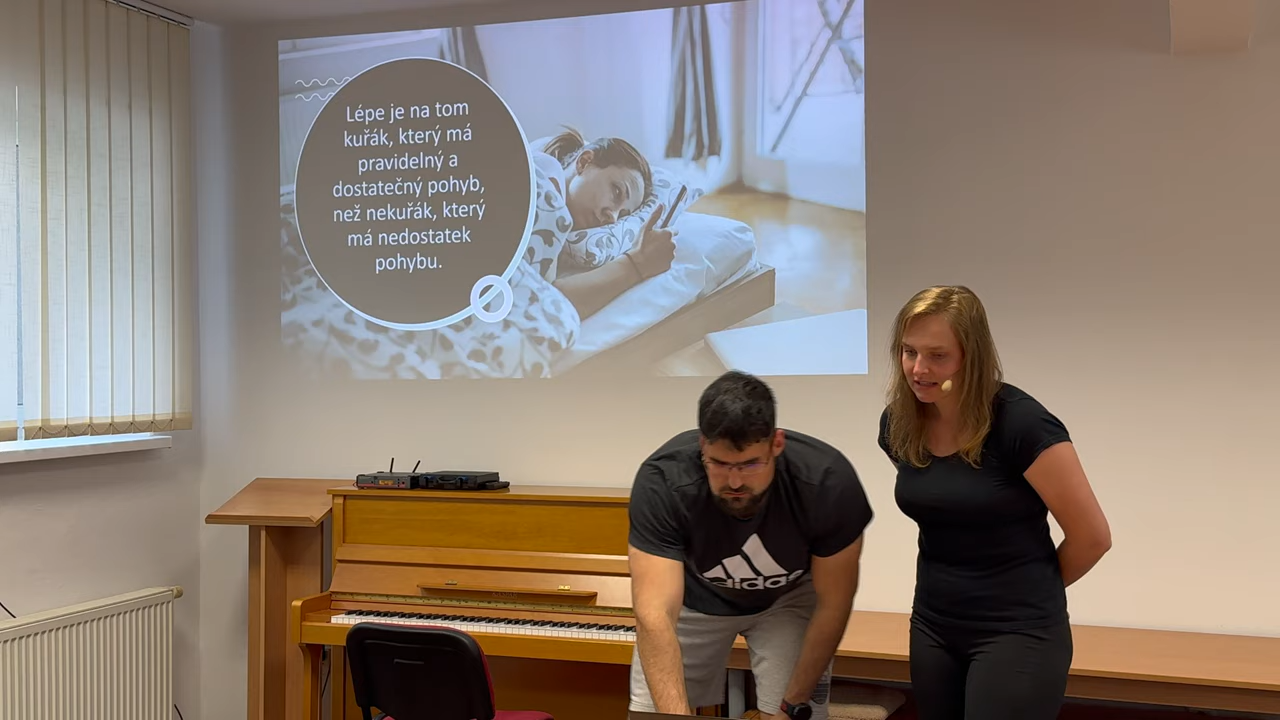 Lépe je na tom
kuřák, který má
pravidelný a
dostatečný pohyb,
než nekuřák, který
má nedostatek
pohybu.
adidas